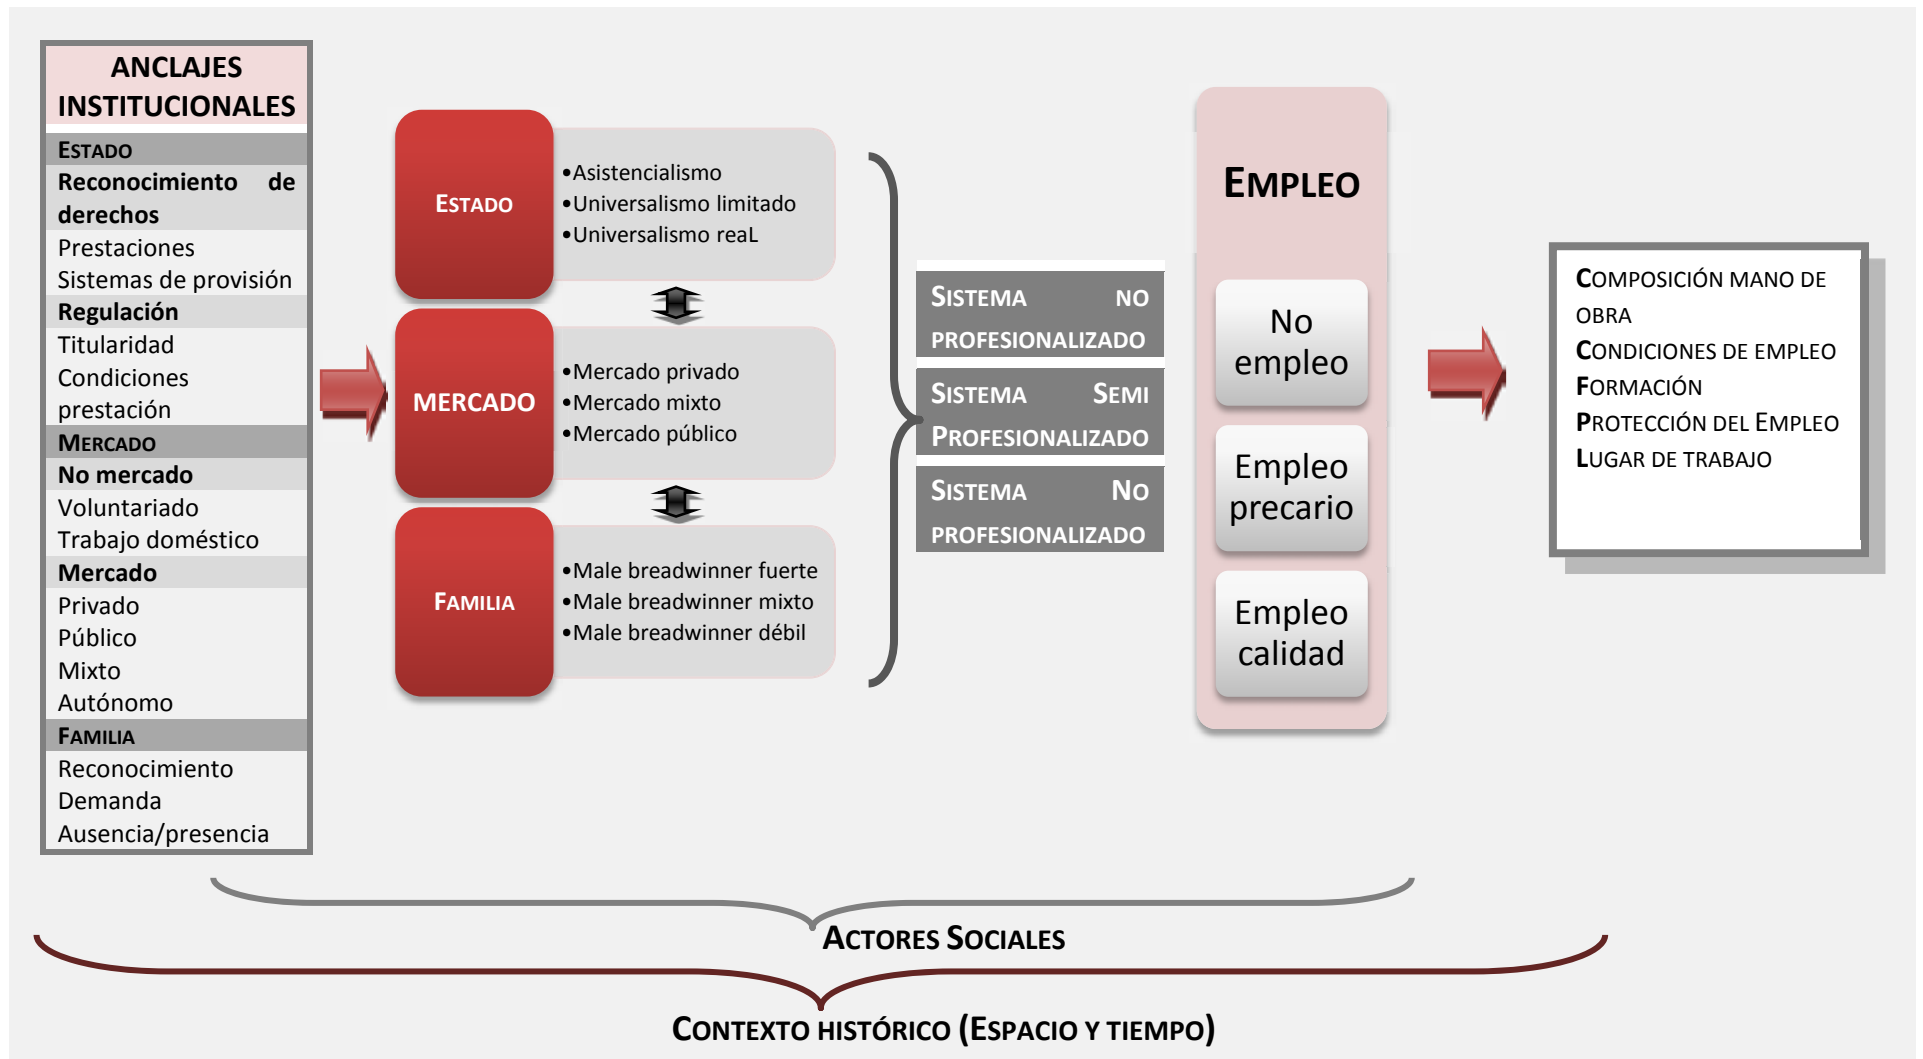 ANCLAJES
INSTITUCIONALES
ESTADO
Reconocimiento de
derechos
Prestaciones
Sistemas de provisión
Regulación
Titularidad
Condiciones
prestación
MERCADO
No mercado
Voluntariado
Trabajo doméstico
Mercado
Privado
Público
Mixto
Autónomo
FAMILIA
Reconocimiento
Demanda
Ausencia/presencia
ESTADO
•Asistencialismo
•Universalismo limitado
•Universalismo reaL
MERCADO
•Mercado privado
•Mercado mixto
•Mercado público
FAMILIA
•Male breadwinner fuerte
•Male breadwinner mixto
•Male breadwinner débil
SISTEMA NO
PROFESIONALIZADO
SISTEMA SEMI
PROFESIONALIZADO
SISTEMA NO
PROFESIONALIZADO
EMPLEO
No
empleo
Empleo
precario
Empleo
calidad
COMPOSICIÓN MANO DE
OBRA
CONDICIONES DE EMPLEO
FORMACIÓN
PROTECCIÓN DEL EMPLEO
LUGAR DE TRABAJO
ACTORES SOCIALES
CONTEXTO HISTÓRICO (ESPACIO Y TIEMPO)